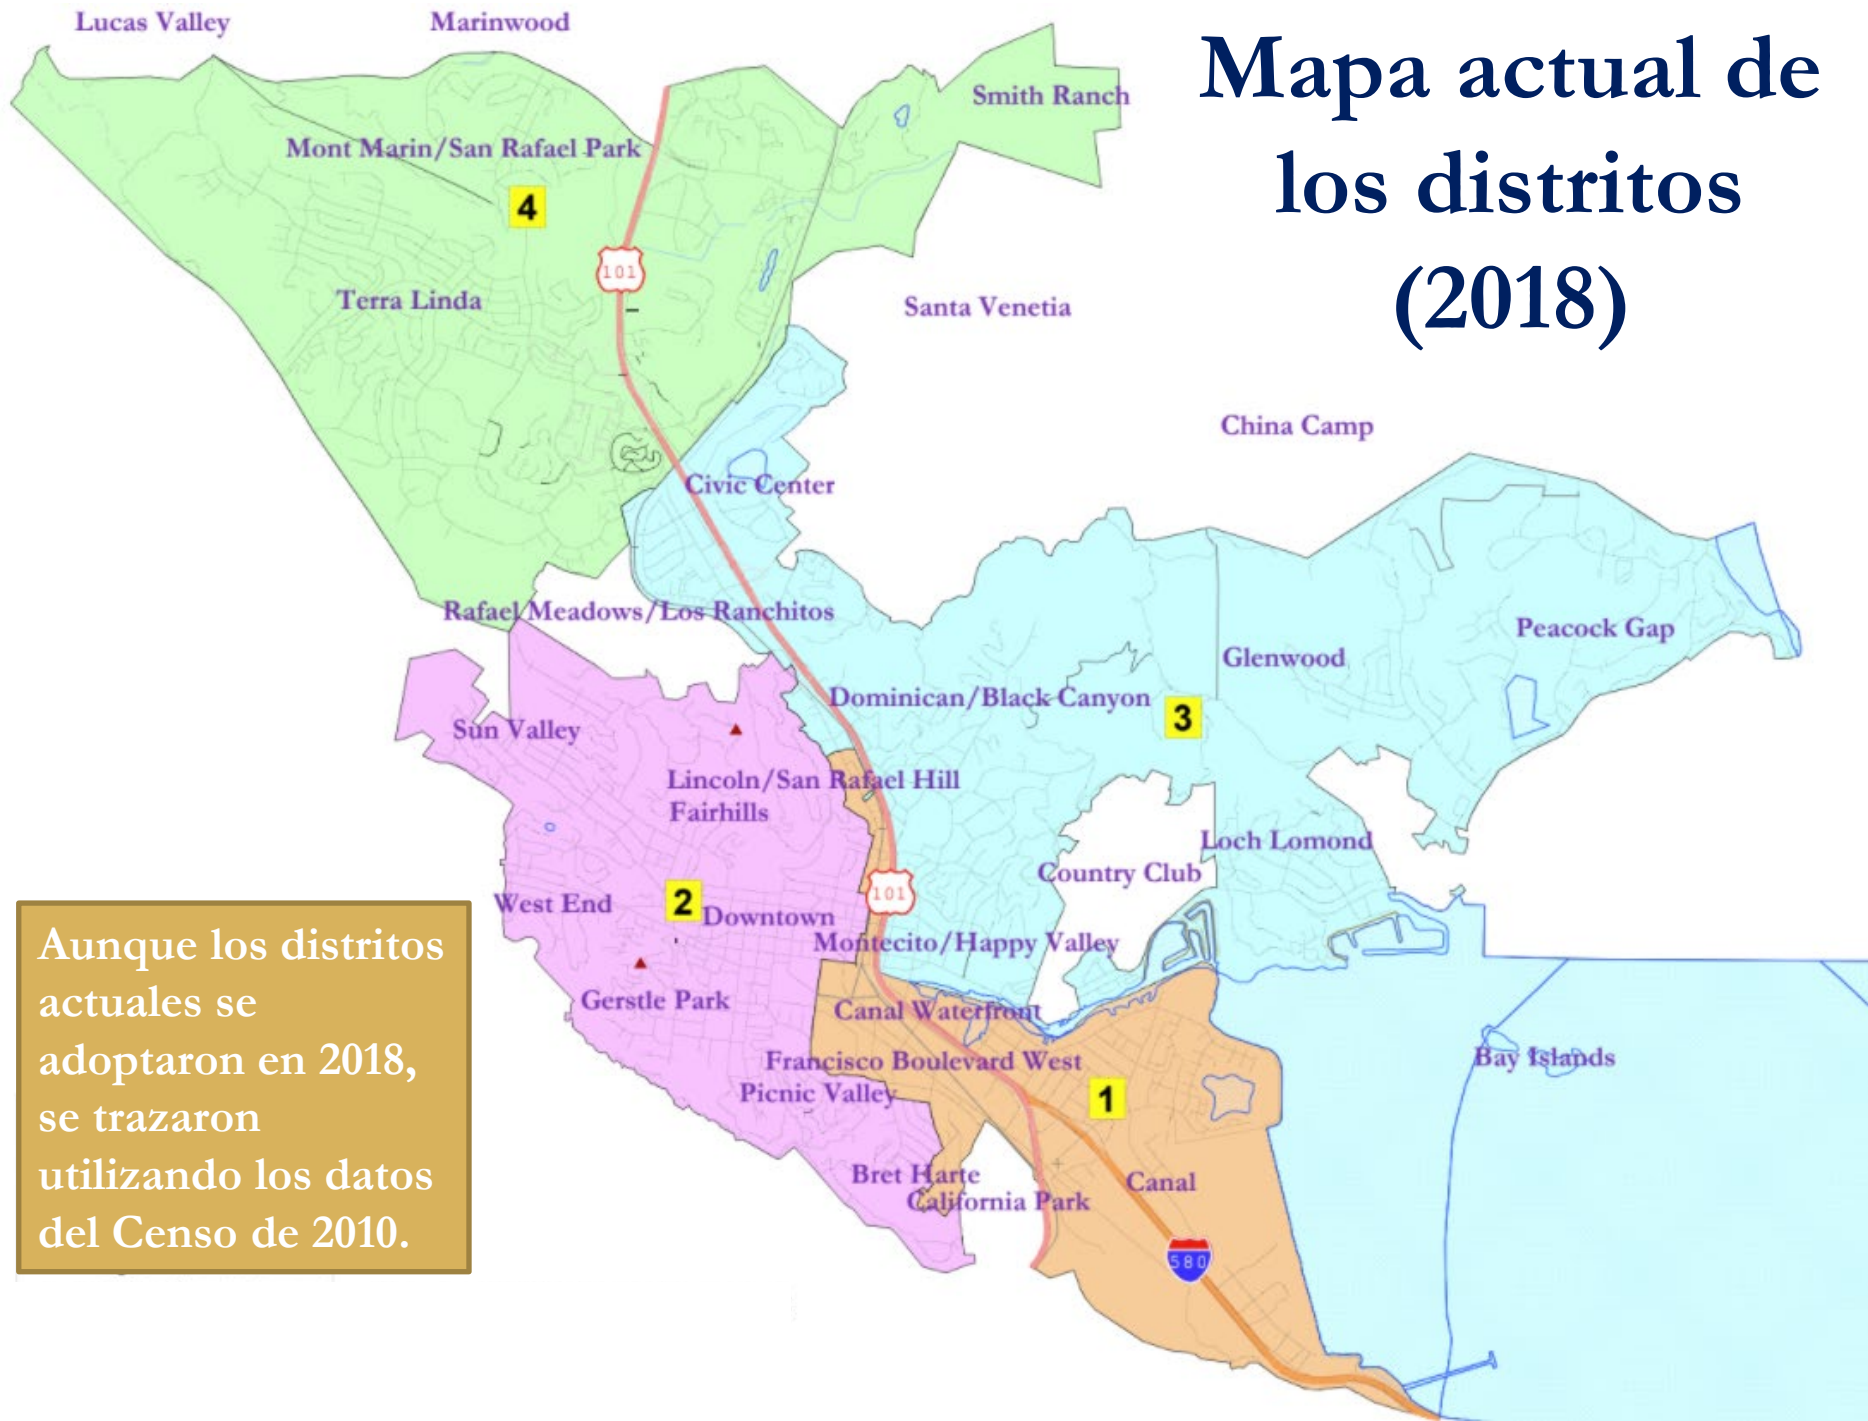 Lucas Valley
Marinwood
Mapa actual de
los distritos
(2018)
Smith Ranch
Mont Marin/San Rafael Park
4
101
Terra Linda
Santa Venetia
China Camp
Civic Center
Rafael Meadows/Los Ranchitos
Peacock Gap
Glenwood
Dominican/Black Canyon
3
Sun Valley
Lincoln/San Rafael Hill
Fairhills
Loch Lomond
Country Club
101
West End
2
Downtown
Montecito/Happy Valley
Gerstle Park
Canal Waterfront
Francisco Boulevard West
Bay Islands
Picnic Valley
1
Bret Harte
Canal
California Park
580
Aunque los distritos
actuales se
adoptaron en 2018,
se trazaron
utilizando los datos
del Censo de 2010.